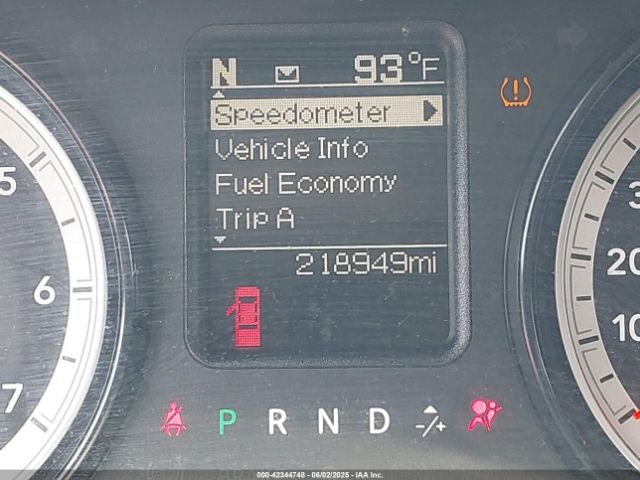 N 93°F
Speedometer
Vehicle Info
Fuel Economy
Trip A
218949mi
5
6
7
20
10
P R N D -/+
000-42344748 - 06/02/2025 - IAA Inc.